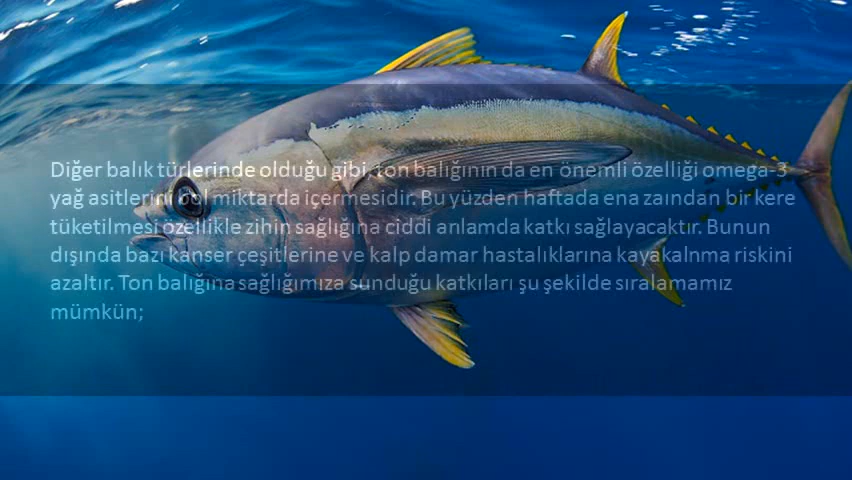 Diğer balık türlerinde olduğu gibi, ton balığının da en önemli özelliği omega-3
yağ asitlerini miktarda içermesidir. Bu yüzden haftada ena zaından bir kere
tüketilmesi özellikle zihin sağlığına ciddi anlamda katkı sağlayacaktır. Bunun
dışında bazı kanser çeşitlerine ve kalp damar hastalıklarına kayakalnma riskini
azaltır. Ton balığına sağlığımıza sunduğu katkıları şu şekilde sıralamamız
mümkün;